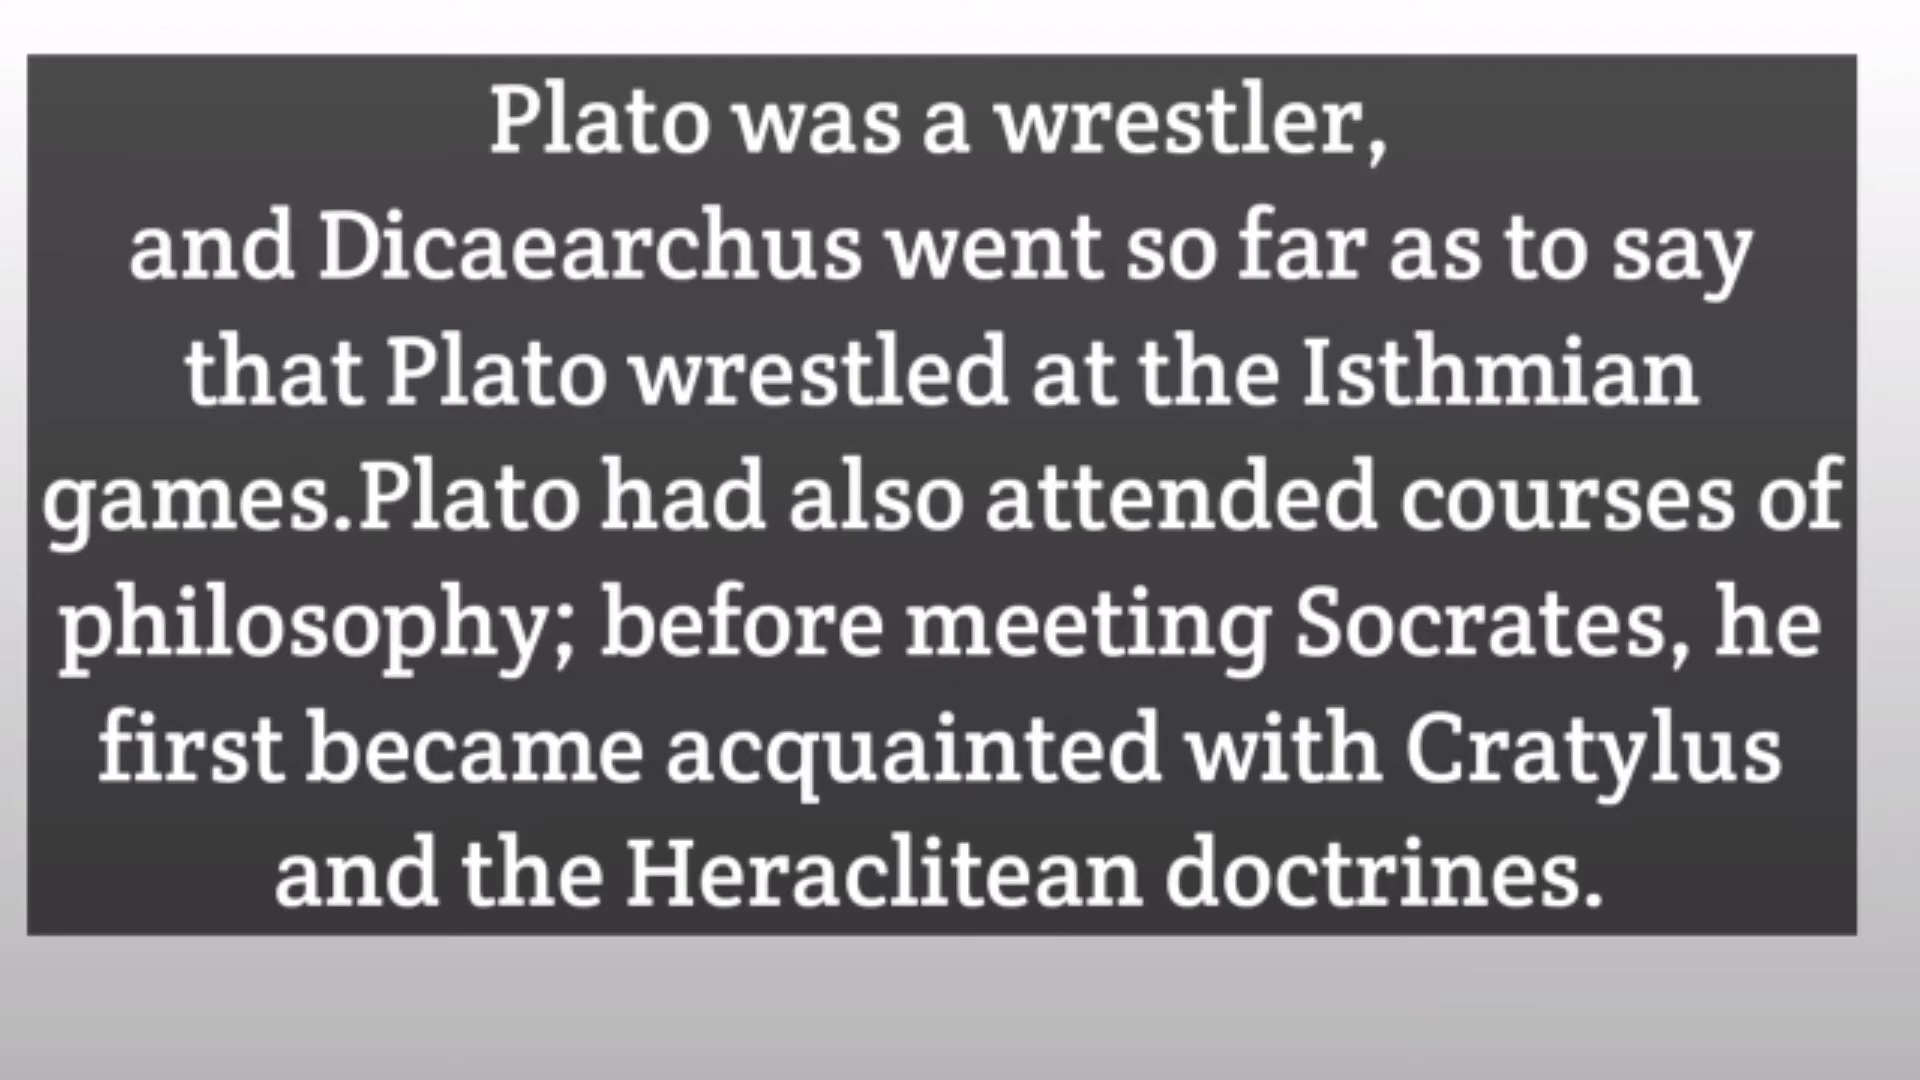 Plato was a wrestler,
and Dicaearchus went so far as to say
that Plato wrestled at the Isthmian
games.Plato had also attended courses of
philosophy; before meeting Socrates, he
first became acquainted with Cratylus
and the Heraclitean doctrines.